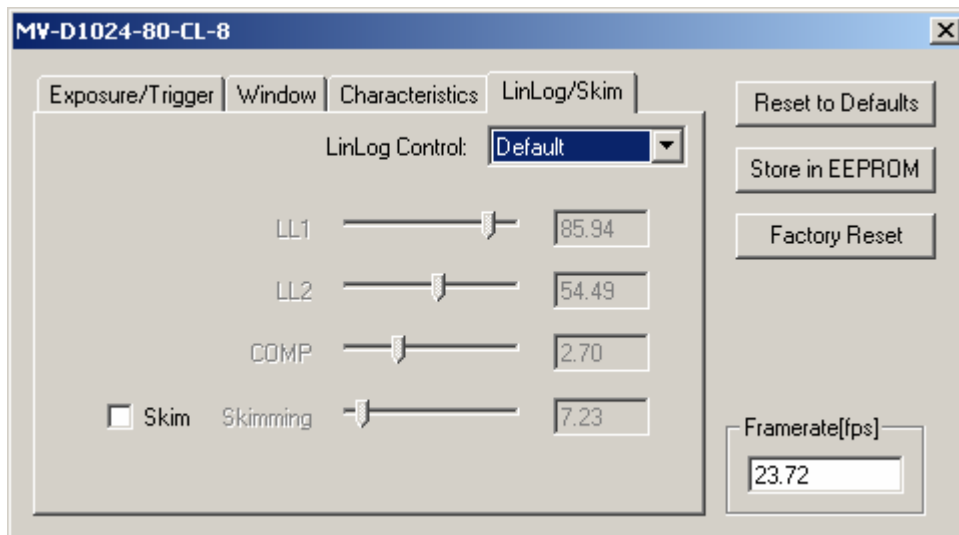 MV-D1024-80-CL-8
Exposure/Trigger Window Characteristics LinLog/Skim
LinLog Control: Default
LL1 85.94
LL2 54.49
COMP 2.70
Skim Skimming 7.23
Reset to Defaults
Store in EEPROM
Factory Reset
Framerate[fps]
23.72